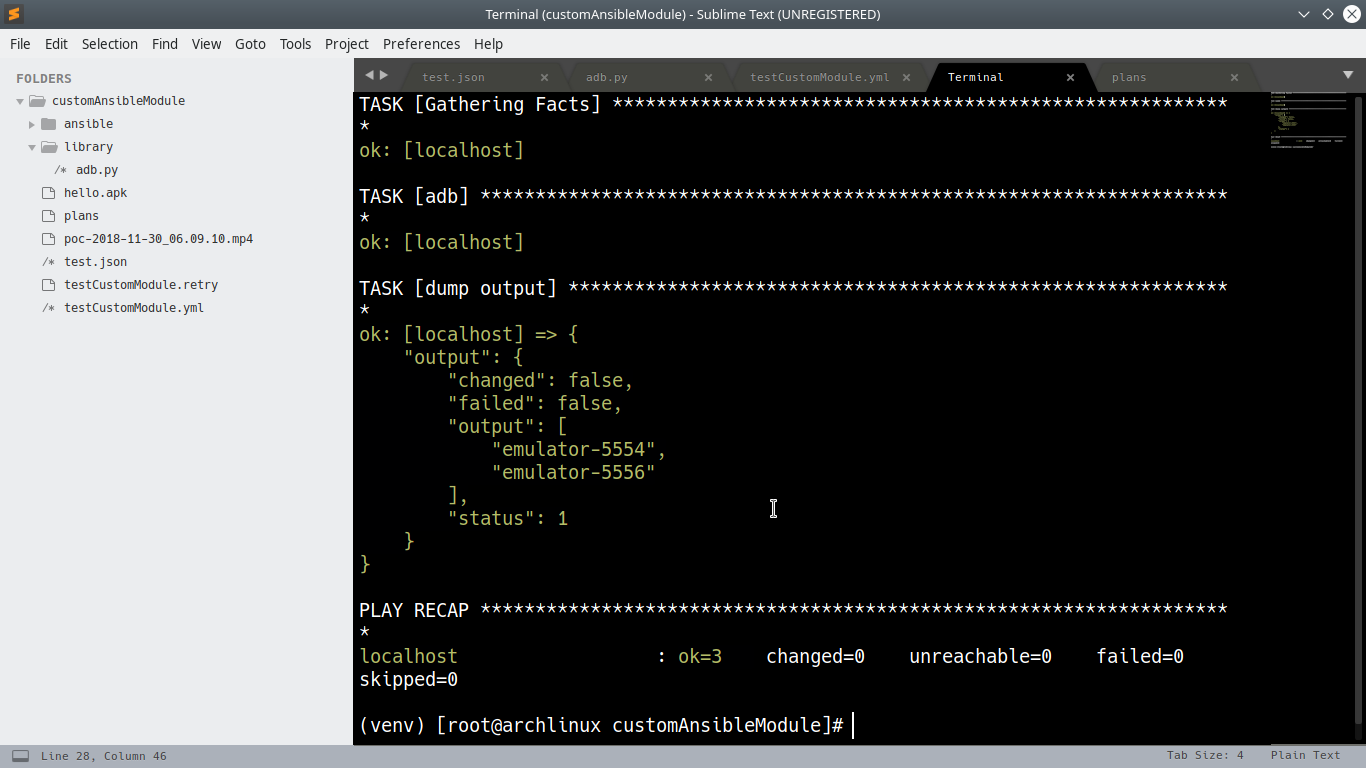 Terminal (customAnsibleModule) - Sublime Text (UNREGISTERED)
File Edit Selection Find View Goto Tools Project Preferences Help
FOLDERS
customAnsibleModule
ansible
library
/* adb.py
hello.apk
plans
poc-2018-11-30_06.09.10.mp4
/* test.json
testCustomModule.retry
/* testCustomModule.yml
test.json × adb.py × testCustomModule.yml × Terminal × plans ×
TASK [Gathering Facts] ********************************************************
*
ok: [localhost]
TASK [adb] ********************************************************************
*
ok: [localhost]
TASK [dump output] ************************************************************
*
ok: [localhost] => {
    "output": {
        "changed": false,
        "failed": false,
        "output": [
            "emulator-5554",
            "emulator-5556"
        ],
        "status": 1
    }
}
PLAY RECAP ********************************************************************
*
localhost                  : ok=3    changed=0    unreachable=0    failed=0
skipped=0
(venv) [root@archlinux customAnsibleModule]#
Line 28, Column 46 Tab Size: 4 Plain Text